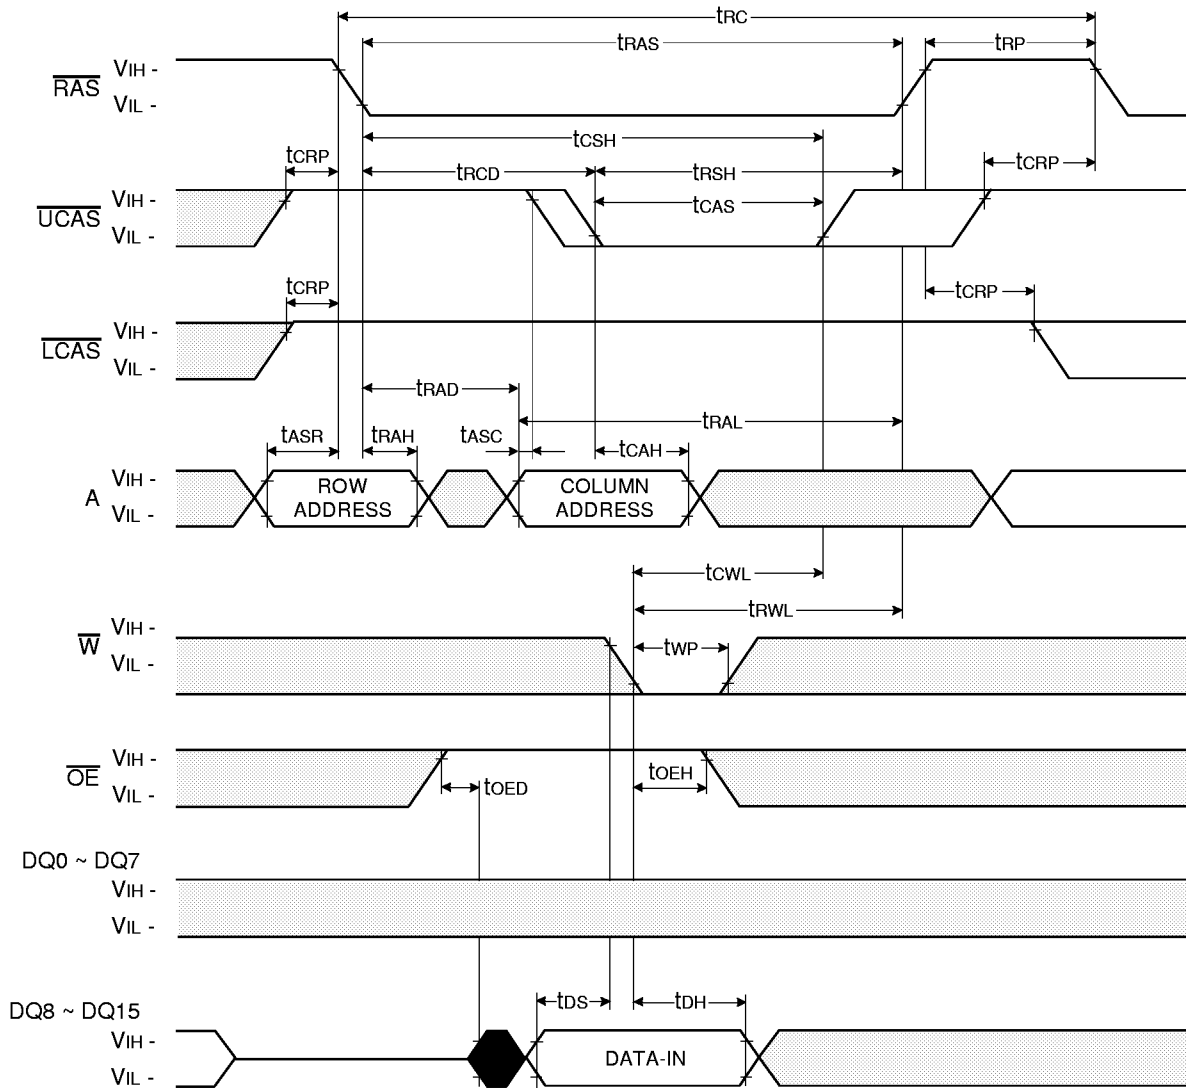 tRC
tRAS
tRP
RAS
VIH -
VIL -
tCSH
tCRP
tRCD
tRSH
tCRP
UCAS
VIH -
VIL -
tCAS
tCRP
tCRP
LCAS
VIH -
VIL -
tRAD
tRAL
tASR
tRAH
tASC
tCAH
A
VIH -
VIL -
ROW
ADDRESS
COLUMN
ADDRESS
tCWL
tRWL
W
VIH -
VIL -
tWP
OE
VIH -
VIL -
tOED
tOEH
DQ0 ~ DQ7
VIH -
VIL -
DQ8 ~ DQ15
tDS
tDH
VIH -
VIL -
DATA-IN